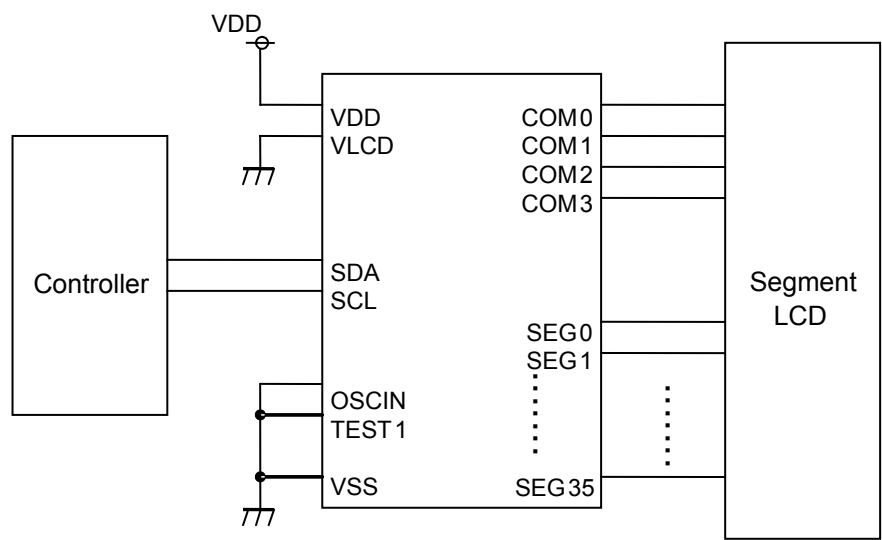 VDD
VDD
VLCD
COM0
COM1
COM2
COM3
Controller
SDA
SCL
Segment
LCD
SEG0
SEG1
OSCIN
TEST1
VSS
SEG35